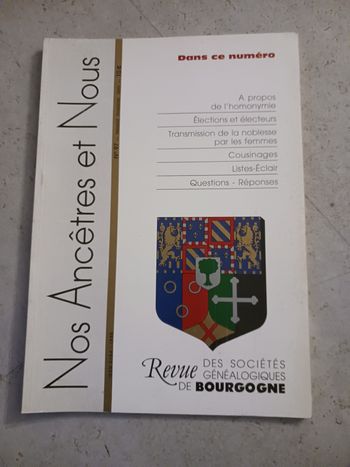 Nos Ancêtres et Nous
N° 97
Dans ce numéro
A propos
de l'homonymie
Élections et électeurs
Transmission de la noblesse
par les femmes
Cousinages
Listes-Éclair
Questions - Réponses
Revue DES SOCIÉTÉS
GÉNÉALOGIQUES
DE BOURGOGNE